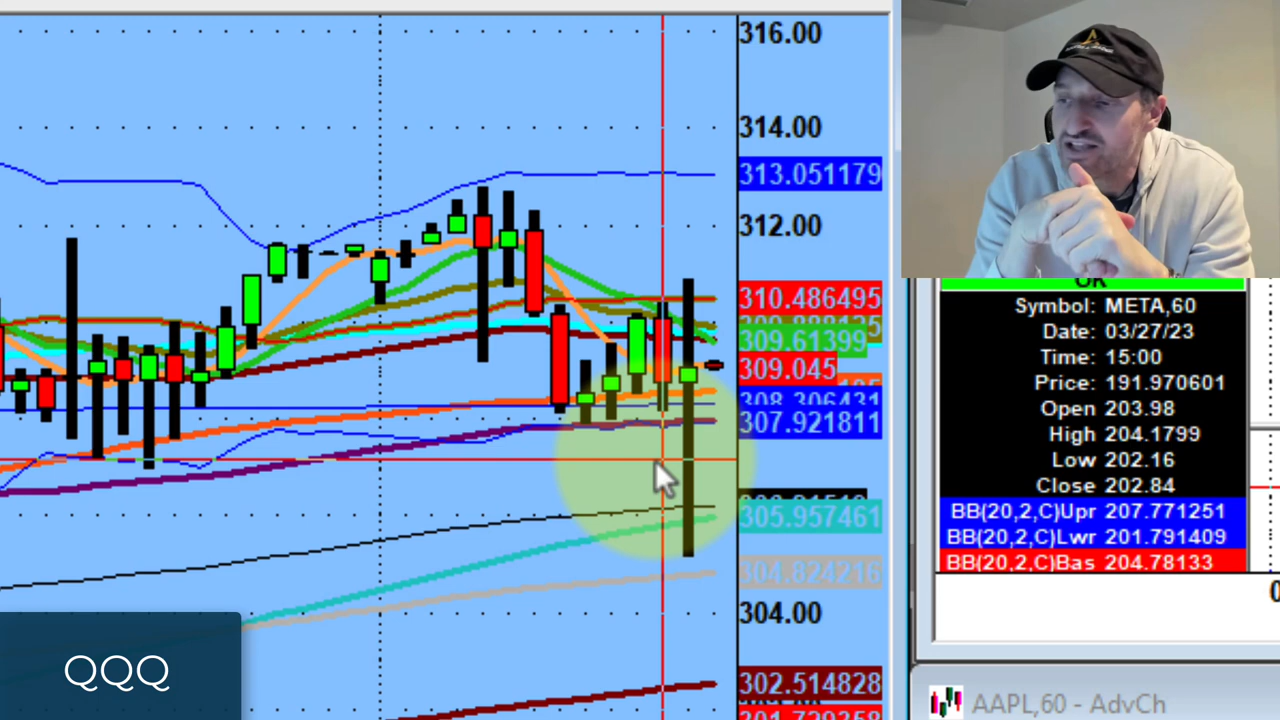 316.00
314.00
313.051179
312.00
310.486495
309.61399
309.045
308.306431
307.921811
305.957461
304.824216
304.00
302.514828
QQQ
OK
Symbol: META,60
Date: 03/27/23
Time: 15:00
Price: 191.970601
Open 203.98
High 204.1799
Low 202.16
Close 202.84
BB(20,2,C)Upr 207.771251
BB(20,2,C)Lwr 201.791409
BB(20,2,C)Bas 204.78133
AAPL,60 - AdvCh